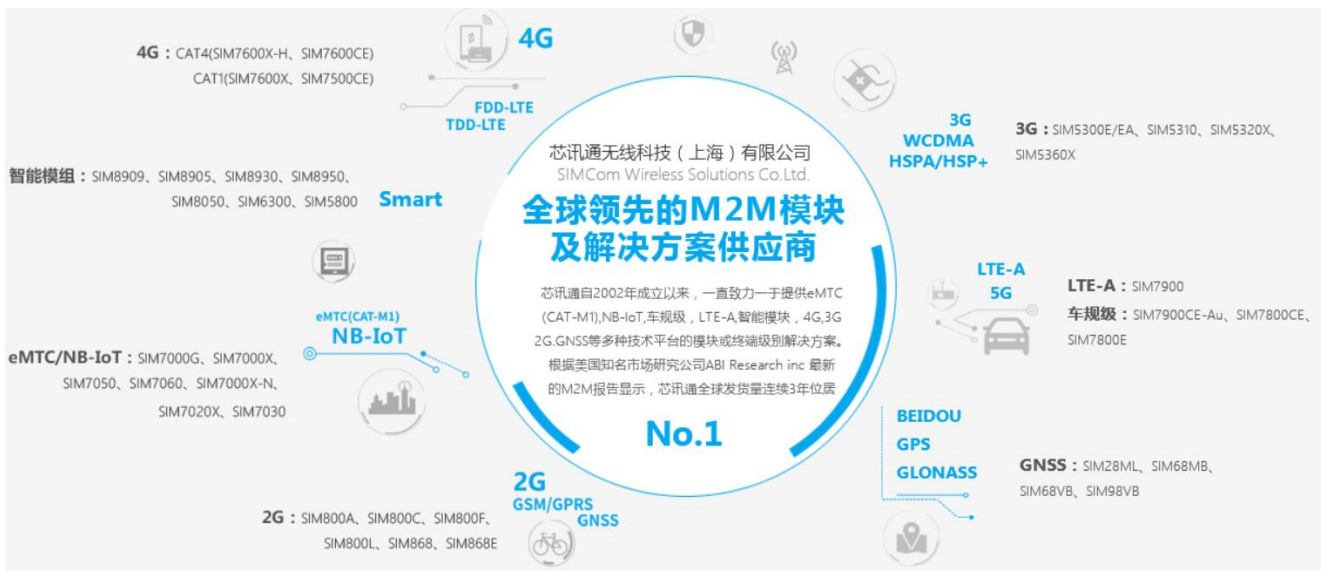 4G
4G：CAT4(SIM7600X-H、SIM7600CE)
CAT1(SIM7600X、SIM7500CE)
FDD-LTE
TDD-LTE
智能模组：SIM8909、SIM8905、SIM8930、SIM8950、
SIM8050、SIM6300、SIM5800
Smart
eMTC(CAT-M1)
NB-IoT
eMTC/NB-IoT：SIM7000G、SIM7000X、
SIM7050、SIM7060、SIM7000X-N、
SIM7020X、SIM7030
2G
GSM/GPRS
GNSS
2G：SIM800A、SIM800C、SIM800F、
SIM800L、SIM868、SIM868E
芯讯通无线科技（上海）有限公司
SIMCom Wireless Solutions Co.Ltd.
全球领先的M2M模块
及解决方案供应商
芯讯通自2002年成立以来，一直致力一于提供eMTC
(CAT-M1),NB-IoT,车规级，LTE-A,智能模块，4G,3G
2G.GNSS等多种技术平台的模块或终端级别解决方案。
根据美国知名市场研究公司ABI Research inc 最新
的M2M报告显示，芯讯通全球发货量连续3年位居
No.1
3G
WCDMA
HSPA/HSP+
3G：SIM5300E/EA、SIM5310、SIM5320X、
SIM5360X
LTE-A
5G
LTE-A：SIM7900
车规级：SIM7900CE-Au、SIM7800CE、
SIM7800E
BEIDOU
GPS
GLONASS
GNSS：SIM28ML、SIM68MB、
SIM68VB、SIM98VB